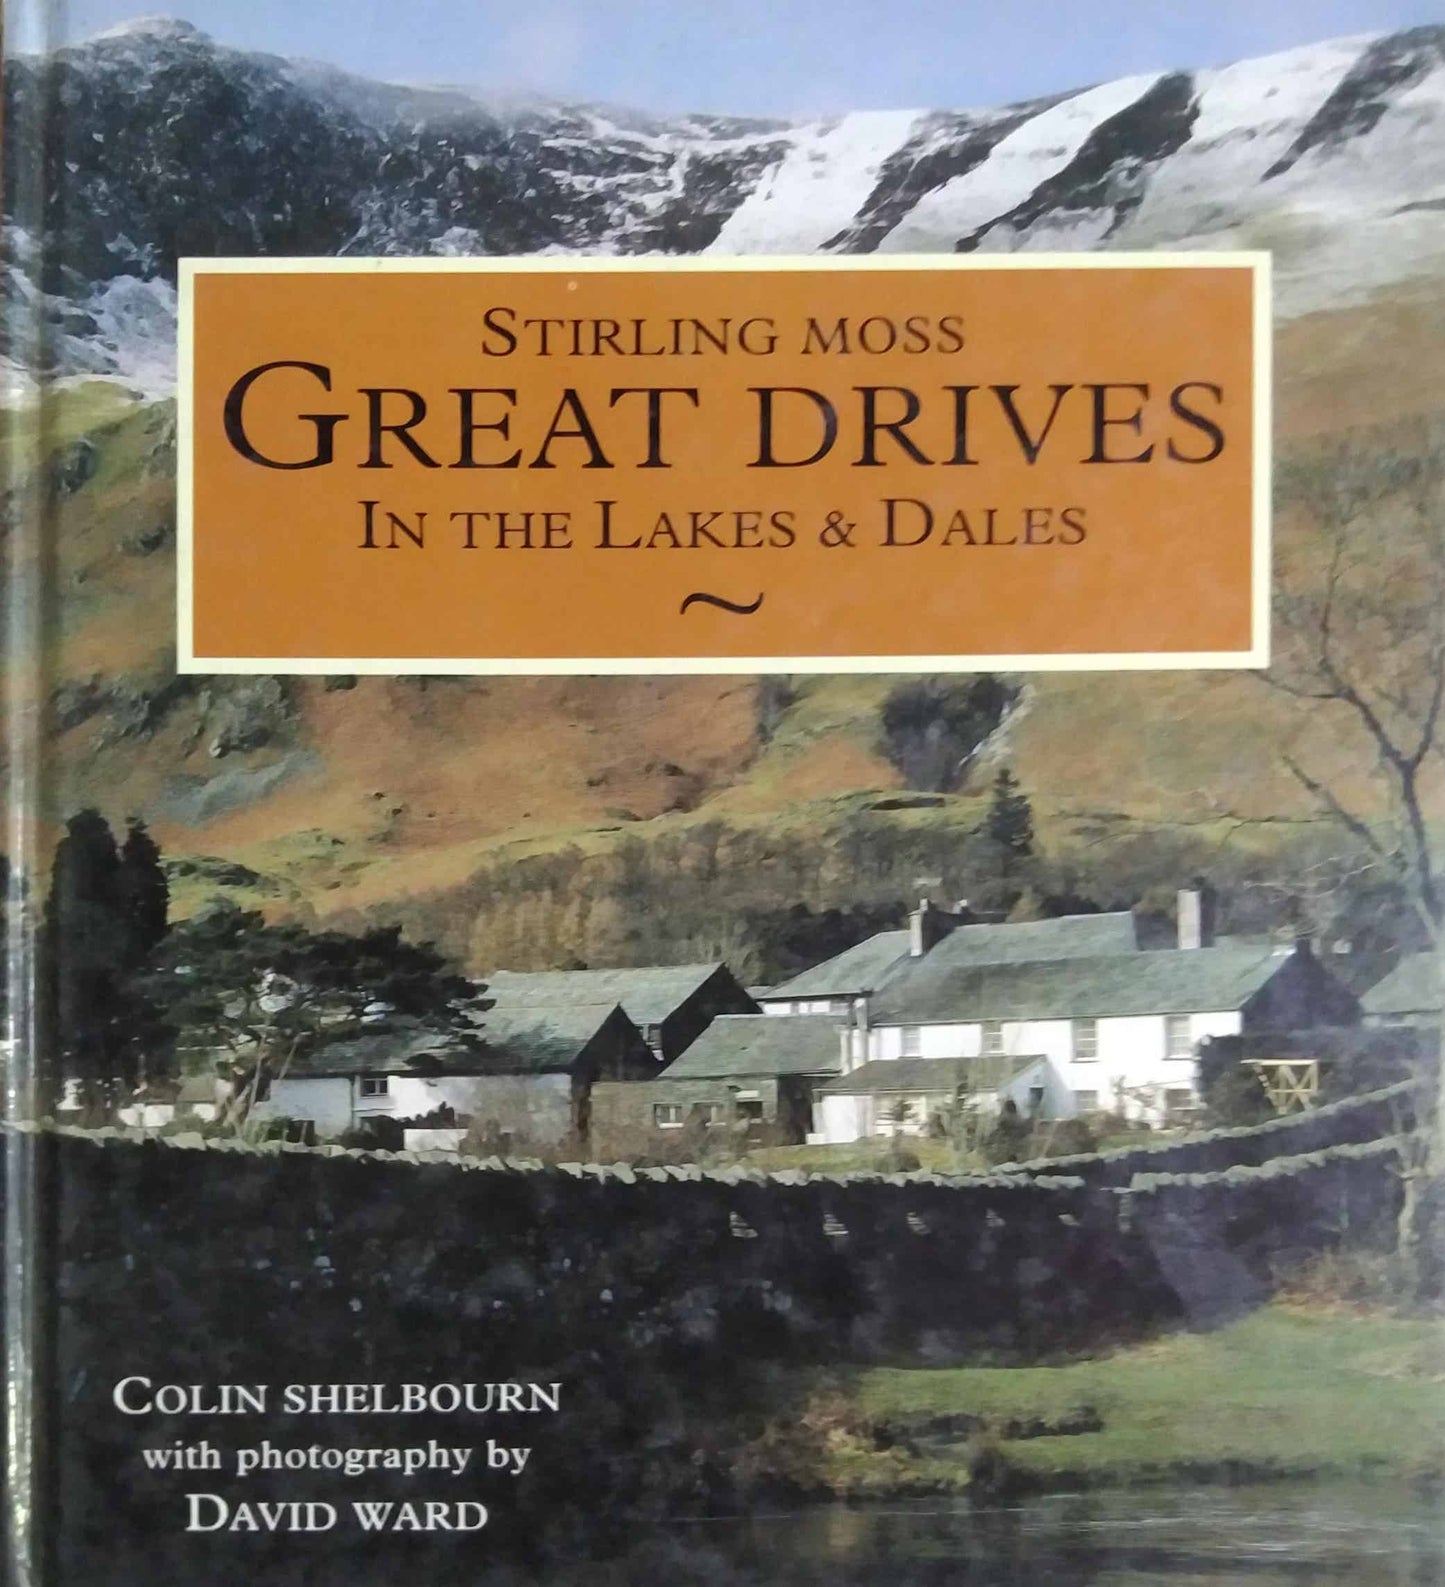 STIRLING MOSS
GREAT DRIVES
IN THE LAKES & DALES
~
COLIN SHELBOURN
with photography by
DAVID WARD